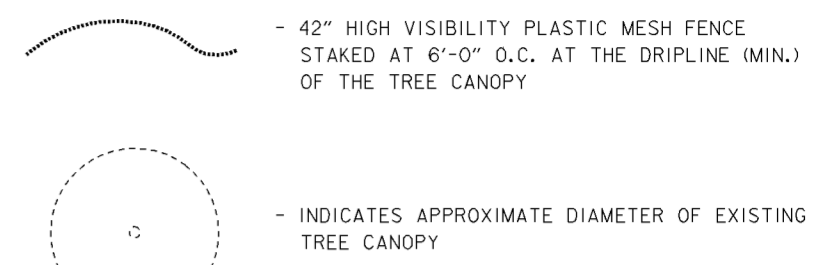 - 42" HIGH VISIBILITY PLASTIC MESH FENCE
STAKED AT 6'-0" O.C. AT THE DRIPLINE (MIN.)
OF THE TREE CANOPY
- INDICATES APPROXIMATE DIAMETER OF EXISTING
TREE CANOPY